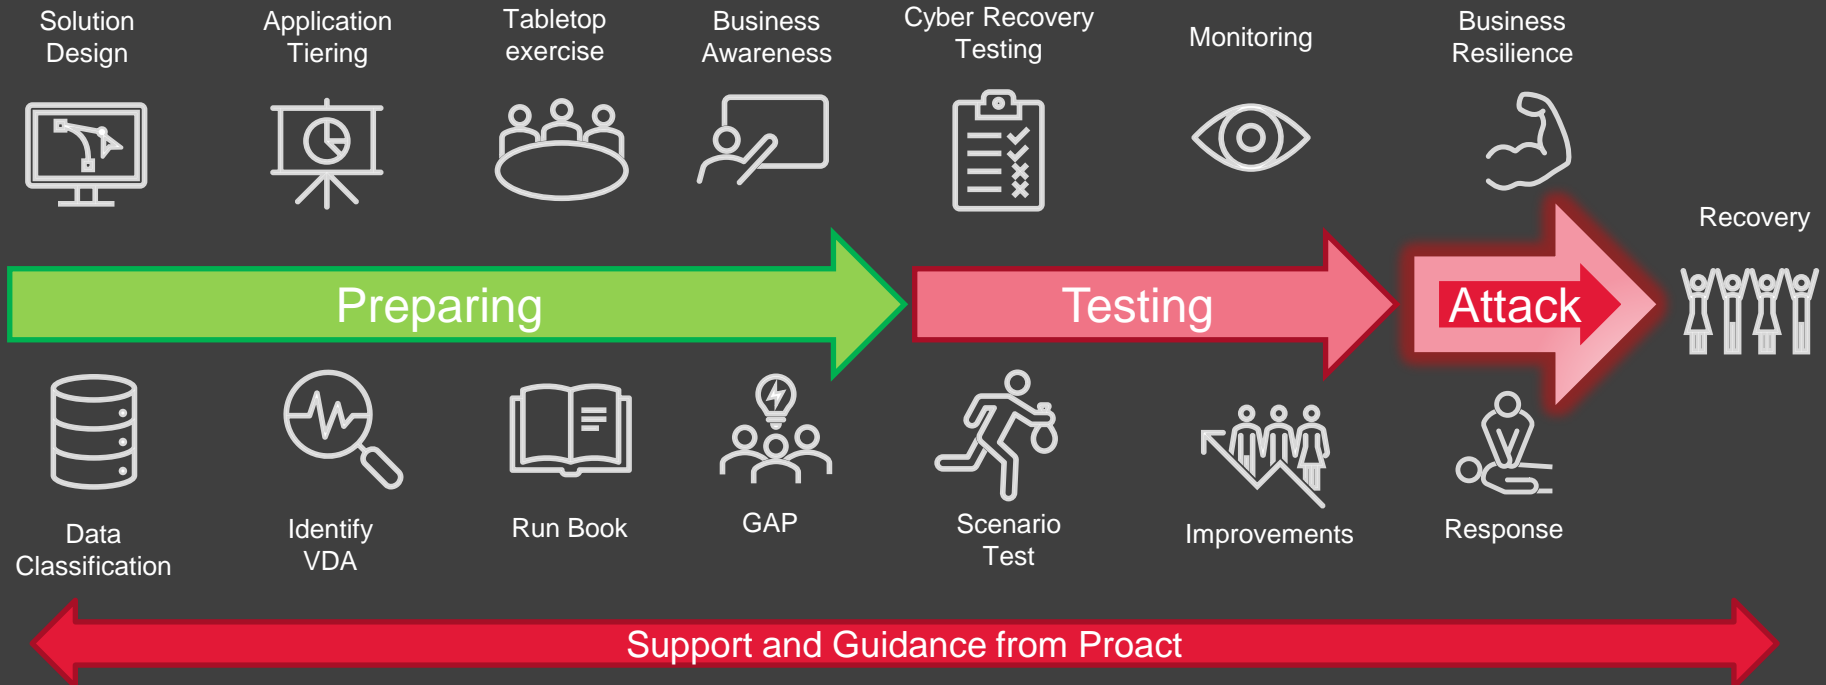 Solution
Design
Application
Tiering
Tabletop
exercise
Business
Awareness
Cyber Recovery
Testing
Monitoring
Business
Resilience
Recovery
Preparing
Testing
Attack
Data
Classification
Identify
VDA
Run Book
GAP
Scenario
Test
Improvements
Response
Support and Guidance from Proact